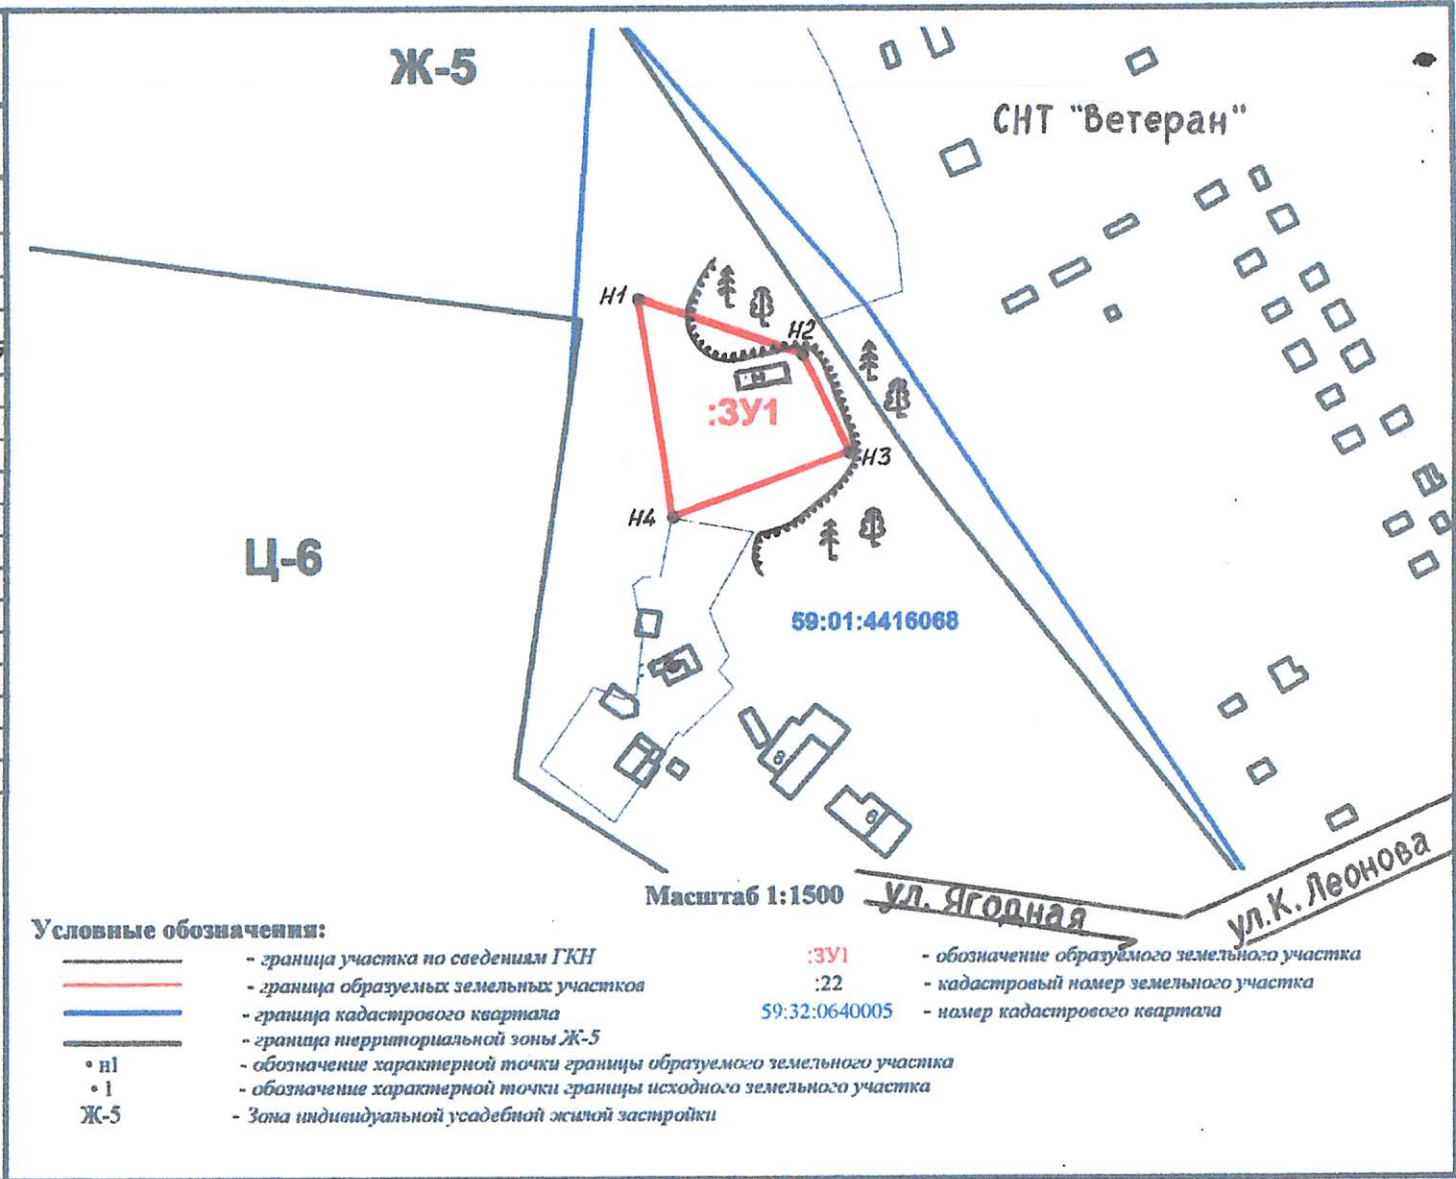 Ж-5
СНТ "Ветеран"
Н1
Н2
:ЗУ1
Н3
Н4
Ц-6
59:01:4416068
8
6
Масштаб 1:1500
ул. Ягодная
ул.К. Леонова
Условные обозначения:
- граница участка по сведениям ГКН
- граница образуемых земельных участков
- граница кадастрового квартала
- граница территориальной зоны Ж-5
• н1 - обозначение характерной точки границы образуемого земельного участка
• 1 - обозначение характерной точки границы исходного земельного участка
Ж-5 - Зона индивидуальной усадебной жилой застройки
:ЗУ1 - обозначение образуемого земельного участка
:22 - кадастровый номер земельного участка
59:32:0640005 - номер кадастрового квартала